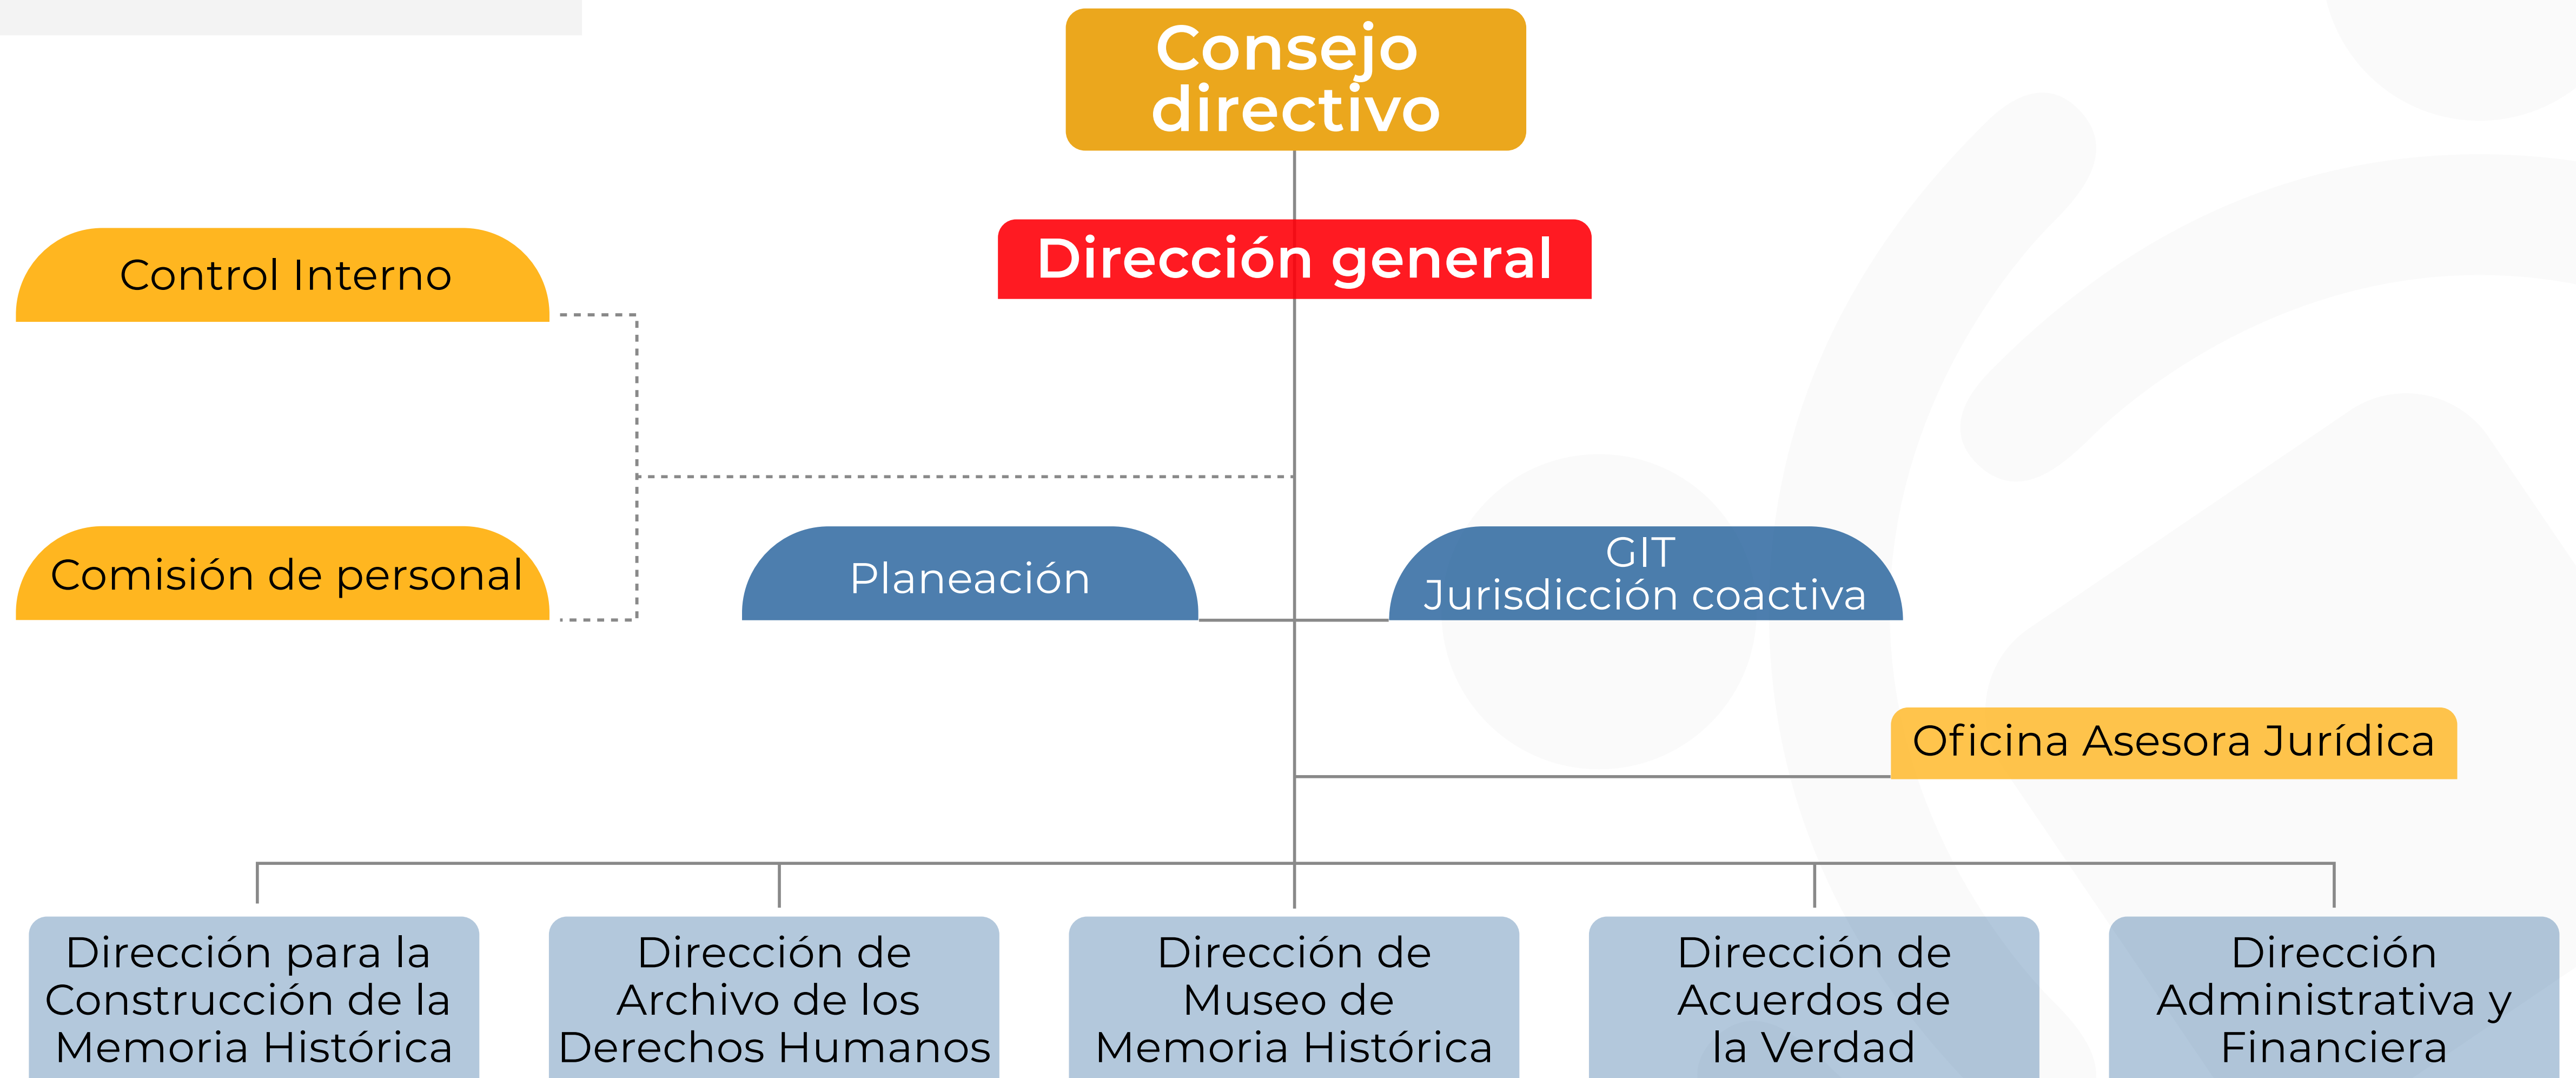 Consejo
directivo
Dirección general
Control Interno
Comisión de personal
Planeación
GIT
Jurisdicción coactiva
Oficina Asesora Jurídica
Dirección para la
Construcción de la
Memoria Histórica
Dirección de
Archivo de los
Derechos Humanos
Dirección de
Museo de
Memoria Histórica
Dirección de
Acuerdos de
la Verdad
Dirección
Administrativa y
Financiera